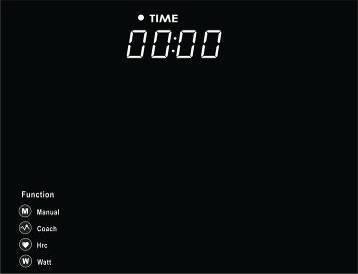 TIME
00:00
Function
M Manual
Coach
Hrc
W Watt